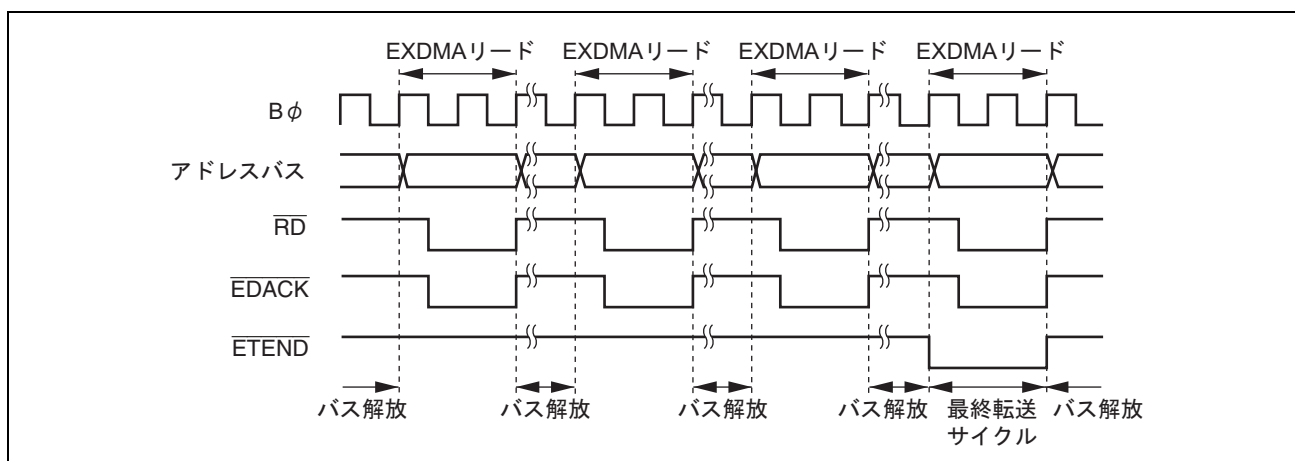 EXDMAリード EXDMAリード EXDMAリード EXDMAリード
Bφ
アドレスバス
RD
EDACK
ETEND
バス解放 バス解放 バス解放 バス解放 最終転送 バス解放
サイクル